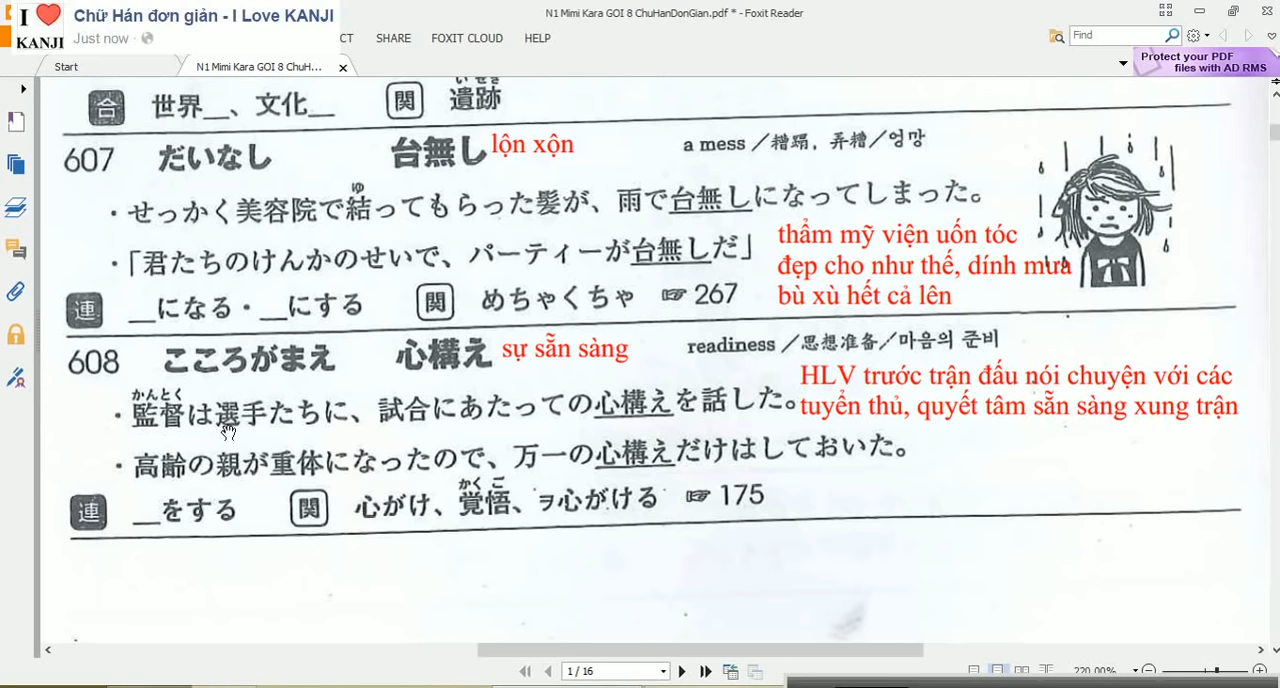 Chữ Hán đơn giản - I Love KANJI
Just now
I ❤ KANJI
N1 Mimi Kara GOI 8 ChuHanDonGian.pdf * - Foxit Reader
CT SHARE FOXIT CLOUD HELP
Find
Start
N1 Mimi Kara GOI 8 ChuH...
Protect your PDF
files with AD RMS
合 世界＿、文化＿ 関 遺跡
いせき
607 だいなし 台無し lộn xộn a mess／糟蹋，弄糟／엉망
ゆ
・せっかく美容院で結ってもらった髪が、雨で台無しになってしまった。
・「君たちのけんかのせいで、パーティーが台無しだ」
thẩm mỹ viện uốn tóc
đẹp cho như thế, dính mưa
bù xù hết cả lên
連 ＿になる・＿にする 関 めちゃくちゃ ☞ 267
608 こころがまえ 心構え sự sẵn sàng readiness／思想准备／마음의 준비
かんとく
・監督は選手たちに、試合にあたっての心構えを話した。
HLV trước trận đấu nói chuyện với các
tuyển thủ, quyết tâm sẵn sàng xung trận
・高齢の親が重体になったので、万一の心構えだけはしておいた。
かくご
連 ＿をする 関 心がけ、覚悟、ヲ心がける ☞ 175
1 / 16
220.00%